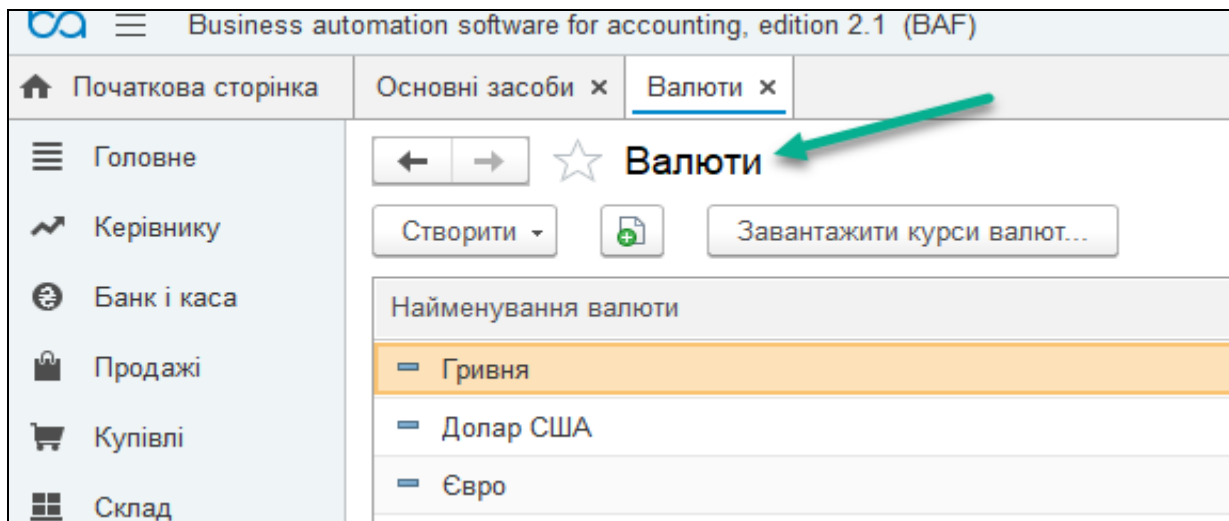 Business automation software for accounting, edition 2.1 (BAF)
Початкова сторінка
Основні засоби
Валюти
Головне
Керівнику
Банк і каса
Продажі
Купівлі
Склад
Валюти
Створити
Завантажити курси валют...
Найменування валюти
Гривня
Долар США
Євро